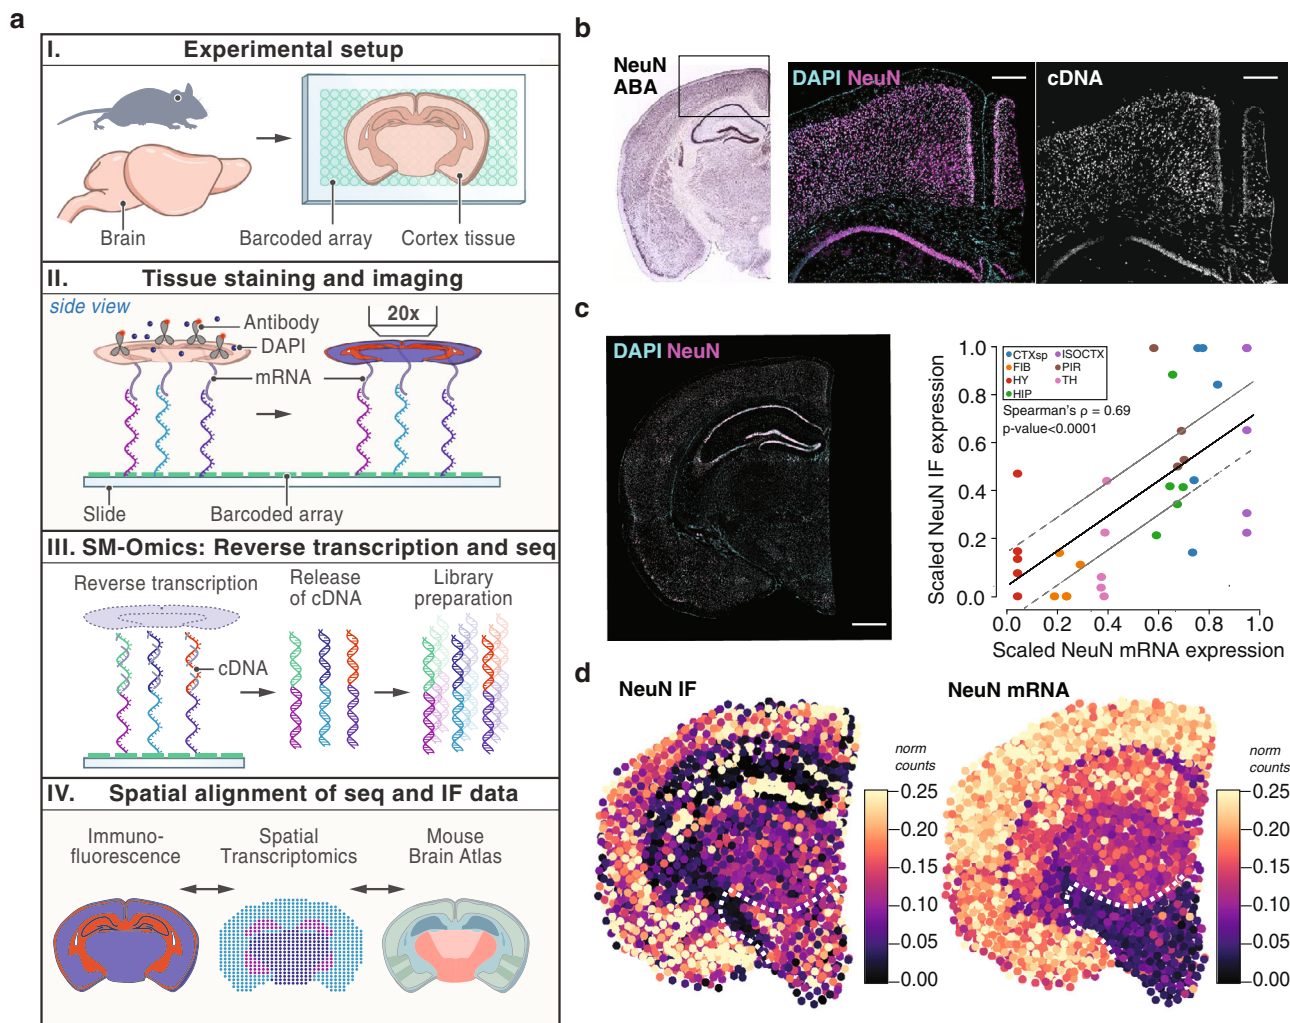 a
I. Experimental setup
Brain
Barcoded array
Cortex tissue
II. Tissue staining and imaging
side view
20x
Antibody
DAPI
mRNA
Slide
Barcoded array
III. SM-Omics: Reverse transcription and seq
Reverse transcription
Release
of cDNA
Library
preparation
cDNA
IV. Spatial alignment of seq and IF data
Immuno-
fluorescence
Spatial
Transcriptomics
Mouse
Brain Atlas
b
NeuN
ABA
DAPI NeuN
cDNA
c
DAPI NeuN
Scaled NeuN IF expression
1.0
0.8
0.6
0.4
0.2
0.0
CTXsp
FIB
HY
HIP
ISOCTX
PIR
TH
Spearman's ρ = 0.69
p-value<0.0001
0.0 0.2 0.4 0.6 0.8 1.0
Scaled NeuN mRNA expression
d
NeuN IF
norm
counts
0.25
0.20
0.15
0.10
0.05
0.00
NeuN mRNA
norm
counts
0.25
0.20
0.15
0.10
0.05
0.00